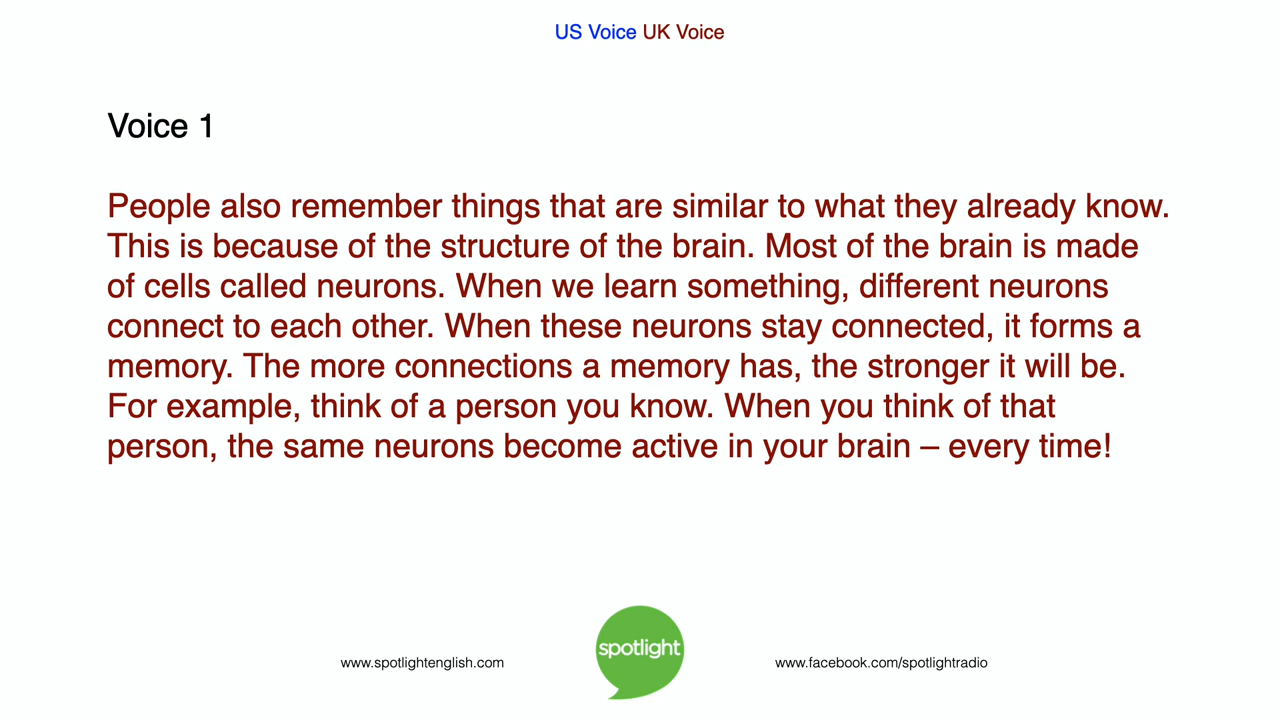 US Voice UK Voice
Voice 1
People also remember things that are similar to what they already know.
This is because of the structure of the brain. Most of the brain is made
of cells called neurons. When we learn something, different neurons
connect to each other. When these neurons stay connected, it forms a
memory. The more connections a memory has, the stronger it will be.
For example, think of a person you know. When you think of that
person, the same neurons become active in your brain – every time!
www.spotlightenglish.com
spotlight
www.facebook.com/spotlightradio